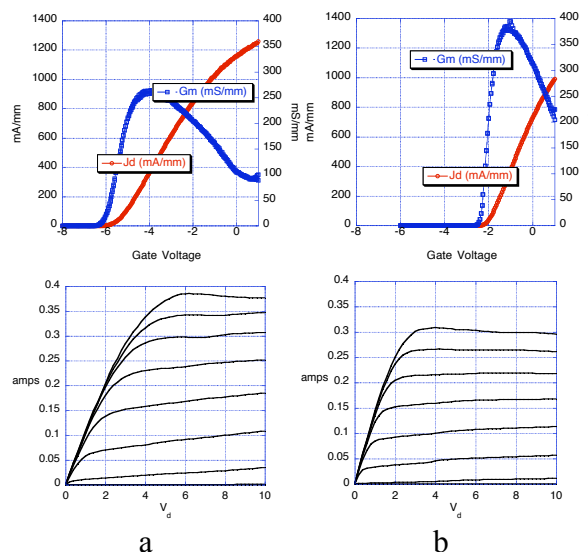 1400
1200
1000
800
600
400
200
0
mA/mm
400
350
300
250
200
150
100
50
0
mS/mm
Gm (mS/mm)
Jd (mA/mm)
-8 -6 -4 -2 0
Gate Voltage
1400
1200
1000
800
600
400
200
0
mA/mm
400
350
300
250
200
150
100
50
0
Gm (mS/mm)
Jd (mA/mm)
-8 -6 -4 -2 0
Gate Voltage
0.4
0.35
0.3
0.25
amps
0.2
0.15
0.1
0.05
0
0 2 4 6 8 10
Vd
a
0.4
0.35
0.3
0.25
amps
0.2
0.15
0.1
0.05
0
0 2 4 6 8 10
Vd
b